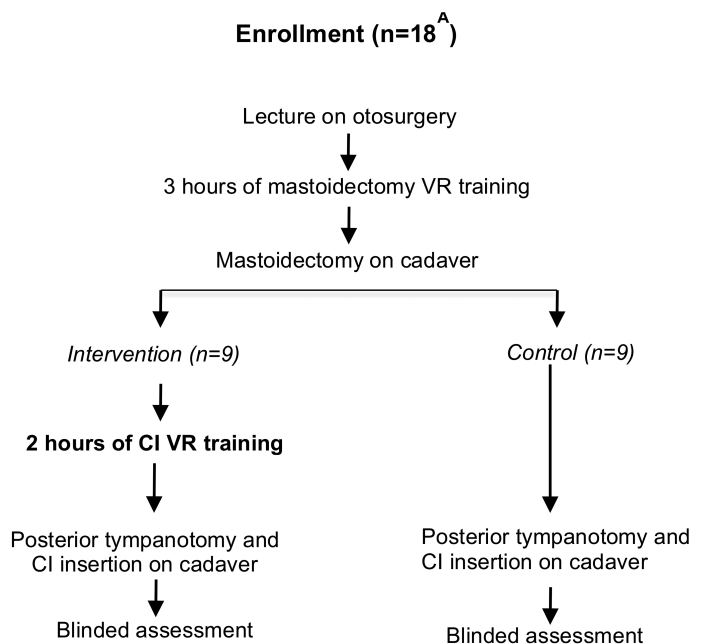 Enrollment (n=18^A)
Lecture on otosurgery
3 hours of mastoidectomy VR training
Mastoidectomy on cadaver
Intervention (n=9)
Control (n=9)
2 hours of CI VR training
Posterior tympanotomy and
CI insertion on cadaver
Posterior tympanotomy and
CI insertion on cadaver
Blinded assessment
Blinded assessment